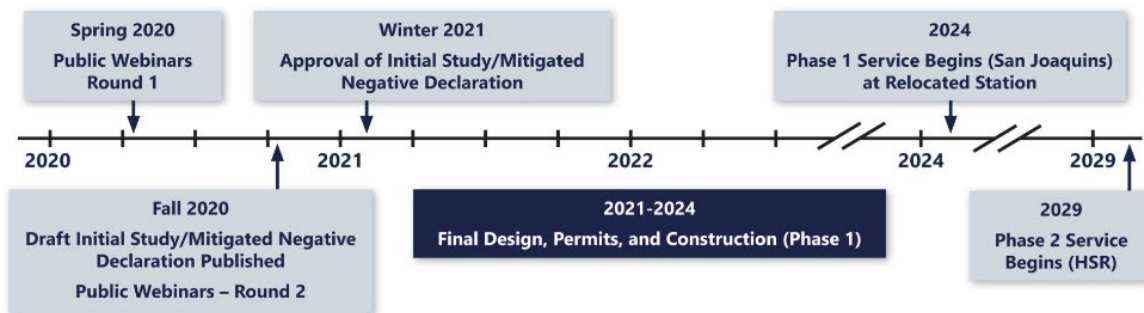 Spring 2020
Public Webinars
Round 1
Winter 2021
Approval of Initial Study/Mitigated
Negative Declaration
2024
Phase 1 Service Begins (San Joaquins)
at Relocated Station
2020
2021
2022
2024
2029
Fall 2020
Draft Initial Study/Mitigated Negative
Declaration Published
Public Webinars – Round 2
2021-2024
Final Design, Permits, and Construction (Phase 1)
2029
Phase 2 Service
Begins (HSR)